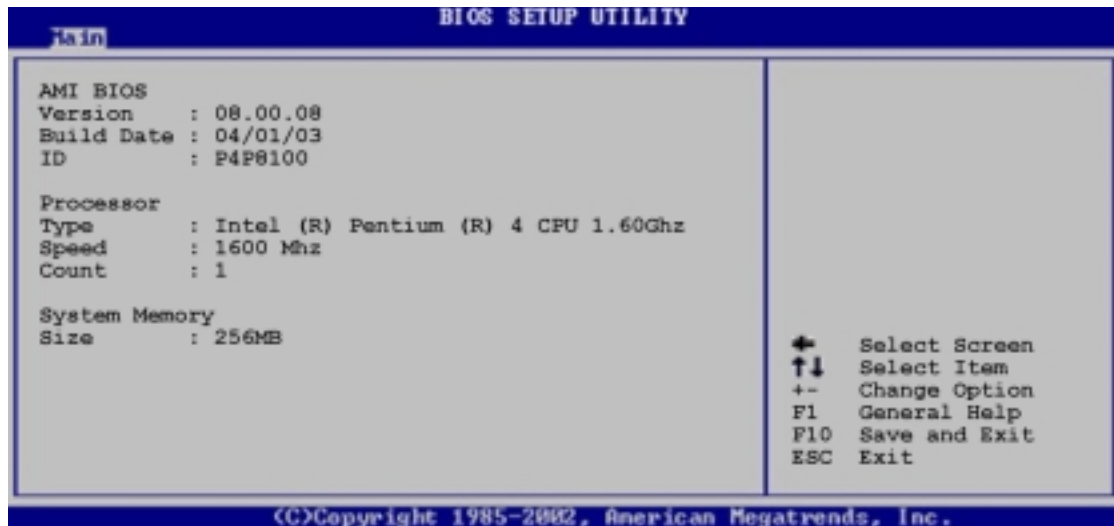 BIOS SETUP UTILITY
Main
AMI BIOS
Version : 08.00.08
Build Date : 04/01/03
ID : P4P8100
Processor
Type : Intel (R) Pentium (R) 4 CPU 1.60Ghz
Speed : 1600 Mhz
Count : 1
System Memory
Size : 256MB
← Select Screen
↑↓ Select Item
+- Change Option
F1 General Help
F10 Save and Exit
ESC Exit
(C)Copyright 1985-2002, American Megatrends, Inc.